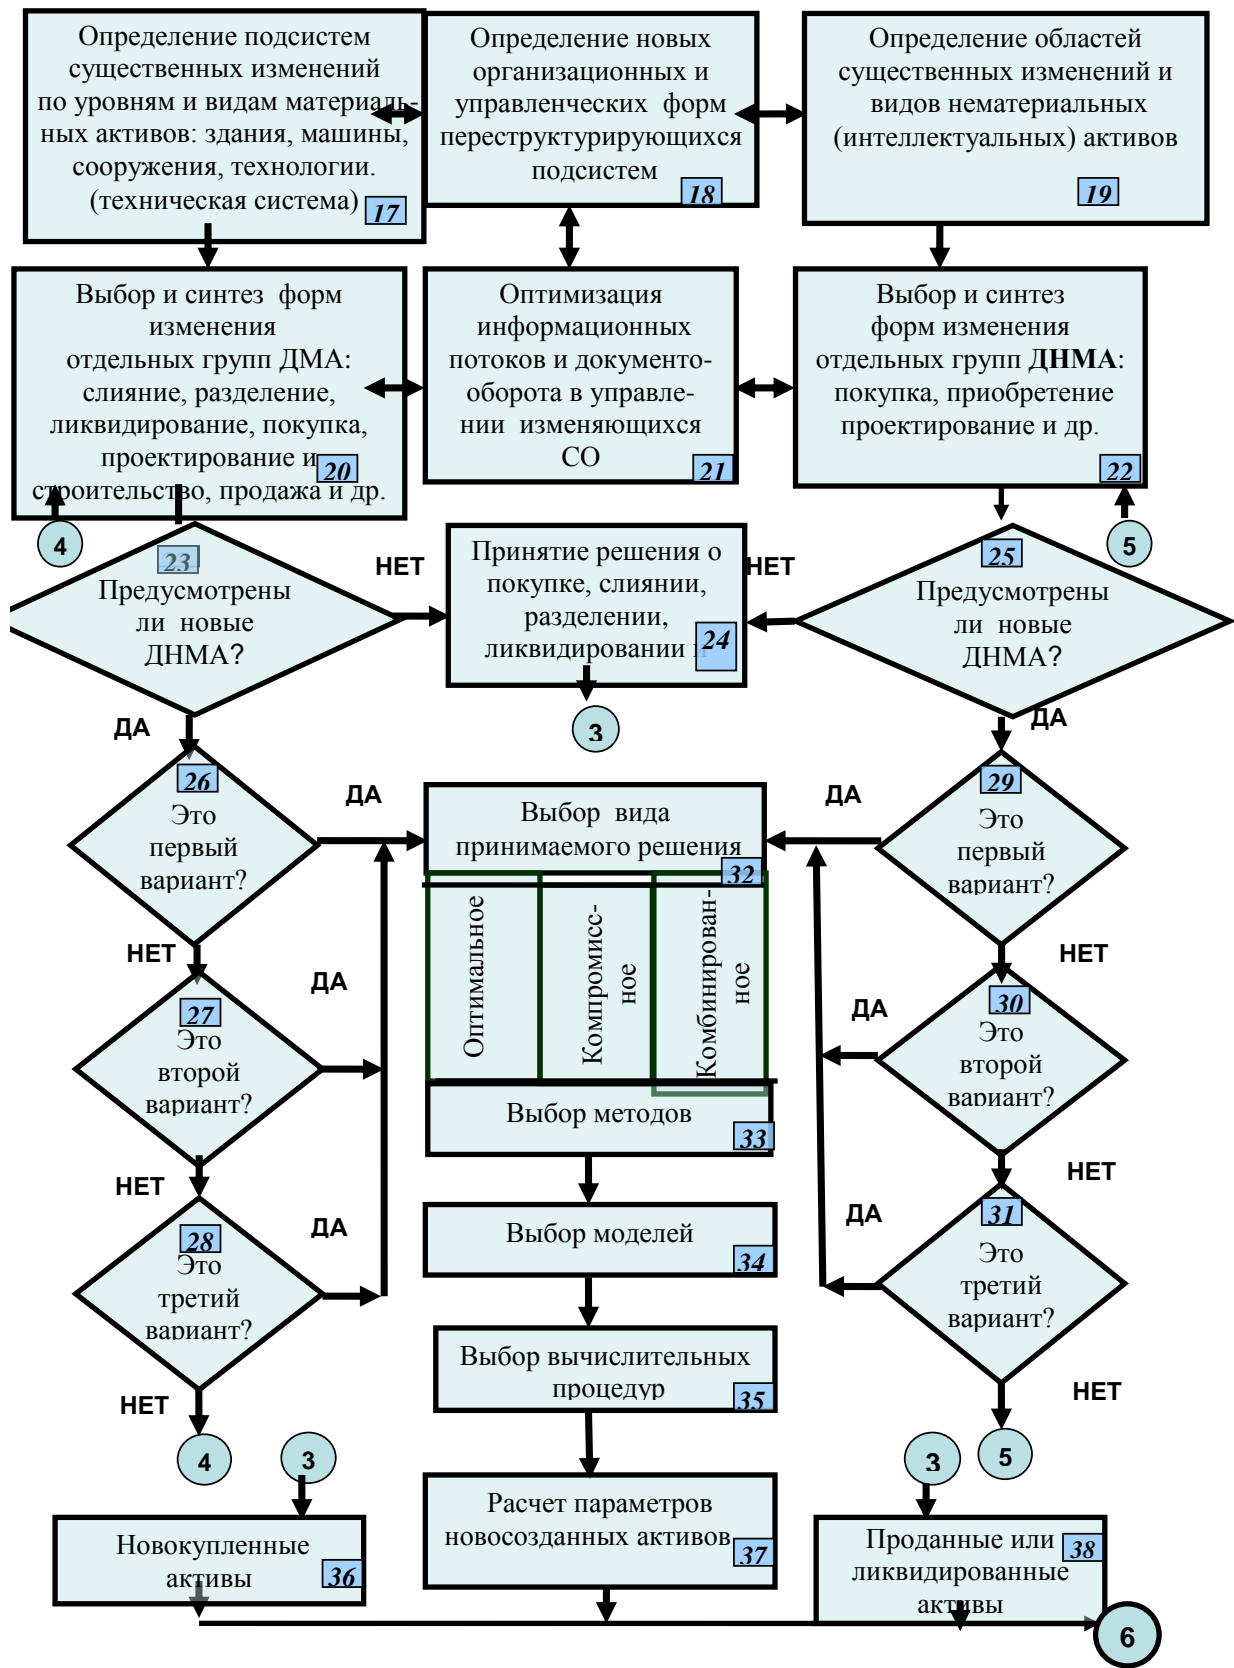 Определение подсистем
существенных изменений
по уровням и видам материаль-
ных активов: здания, машины,
сооружения, технологии.
(техническая система)
17
Определение новых
организационных и
управленческих форм
переструктурирующихся
подсистем
18
Определение областей
существенных изменений и
видов нематериальных
(интеллектуальных) активов
19
Выбор и синтез форм
изменения
отдельных групп ДМА:
слияние, разделение,
ликвидирование, покупка,
проектирование и
строительство, продажа и др.
20
Оптимизация
информационных
потоков и документо-
оборота в управле-
нии изменяющихся
СО
21
Выбор и синтез
форм изменения
отдельных групп ДНМА:
покупка, приобретение
проектирование и др.
22
4
5
23
Предусмотрены
ли новые
ДНМА?
НЕТ
Принятие решения о
покупке, слиянии,
разделении,
ликвидировании
24
НЕТ
25
Предусмотрены
ли новые
ДНМА?
ДА
3
ДА
26
Это
первый
вариант?
ДА
Выбор вида
принимаемого решения
32
ДА
29
Это
первый
вариант?
Оптимальное
Компромисс-
ное
Комбинирован-
ное
НЕТ
ДА
27
Это
второй
вариант?
НЕТ
ДА
30
Это
второй
вариант?
Выбор методов
33
НЕТ
ДА
28
Это
третий
вариант?
НЕТ
ДА
31
Это
третий
вариант?
Выбор моделей
34
Выбор вычислительных
процедур
35
НЕТ
НЕТ
4
3
3
5
Новокупленные
активы
36
Расчет параметров
новосозданных активов
37
Проданные или
ликвидированные
активы
38
6